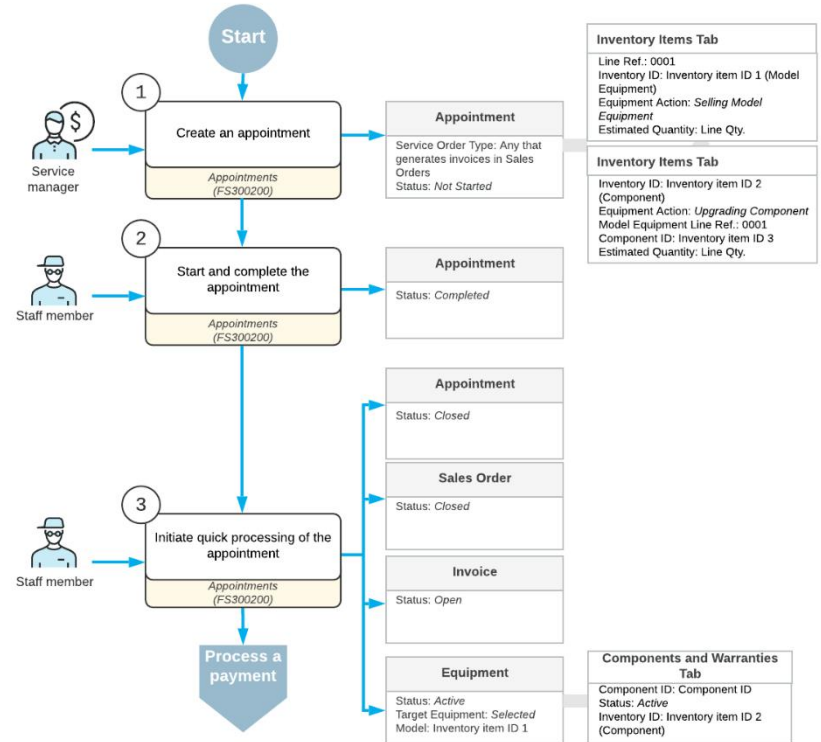 Start
1
Create an appointment
Appointments
(FS300200)
Service
manager
Appointment
Service Order Type: Any that
generates invoices in Sales
Orders
Status: Not Started
Inventory Items Tab
Line Ref.: 0001
Inventory ID: Inventory item ID 1 (Model
Equipment)
Equipment Action: Selling Model
Equipment
Estimated Quantity: Line Qty.
Inventory Items Tab
Inventory ID: Inventory item ID 2
(Component)
Equipment Action: Upgrading Component
Model Equipment Line Ref.: 0001
Component ID: Inventory item ID 3
Estimated Quantity: Line Qty.
2
Start and complete the
appointment
Appointments
(FS300200)
Staff member
Appointment
Status: Completed
3
Initiate quick processing of the
appointment
Appointments
(FS300200)
Staff member
Appointment
Status: Closed
Sales Order
Status: Closed
Invoice
Status: Open
Equipment
Status: Active
Target Equipment: Selected
Model: Inventory item ID 1
Components and Warranties
Tab
Component ID: Component ID
Status: Active
Inventory ID: Inventory item ID 2
(Component)
Process a
payment